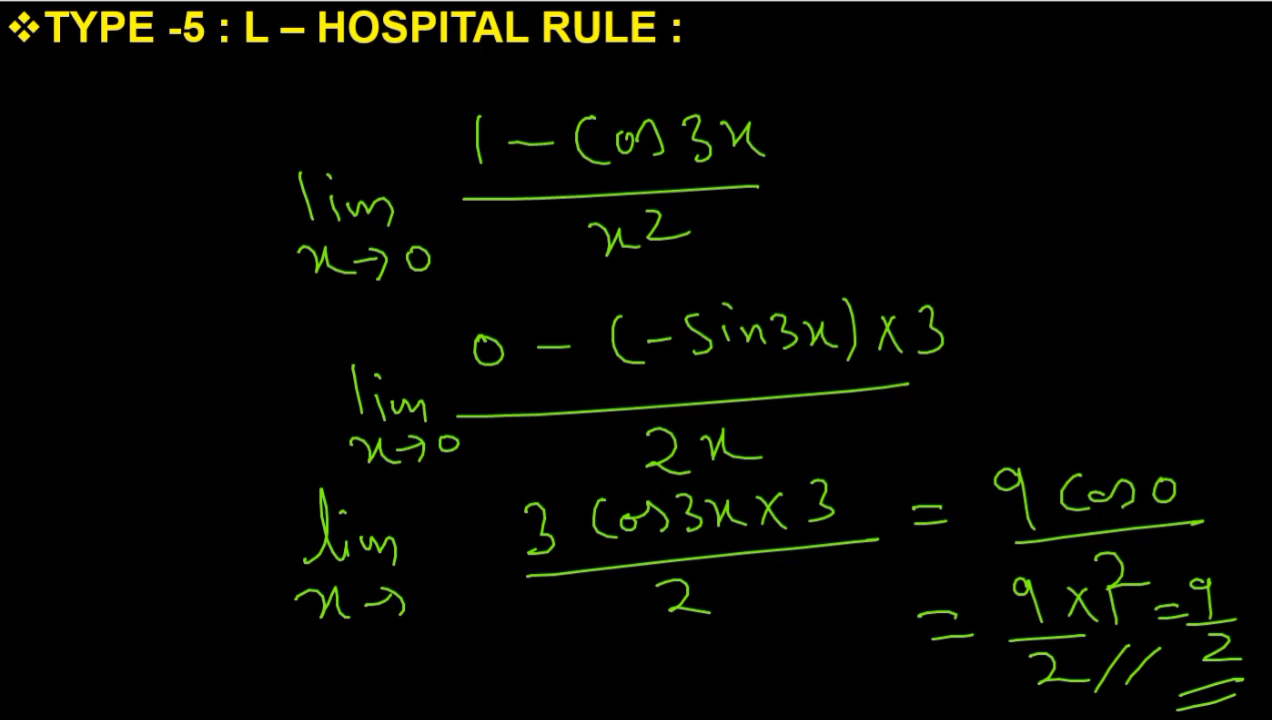 ❖TYPE -5 : L – HOSPITAL RULE :
lim x→0 (1 – Cos3x) / x²
lim x→0 (0 – (–Sin3x) × 3) / 2x
lim x→ (3 Cos3x × 3) / 2 = 9 Cos0 / 2
= 9×1 / 2 // = 9/2